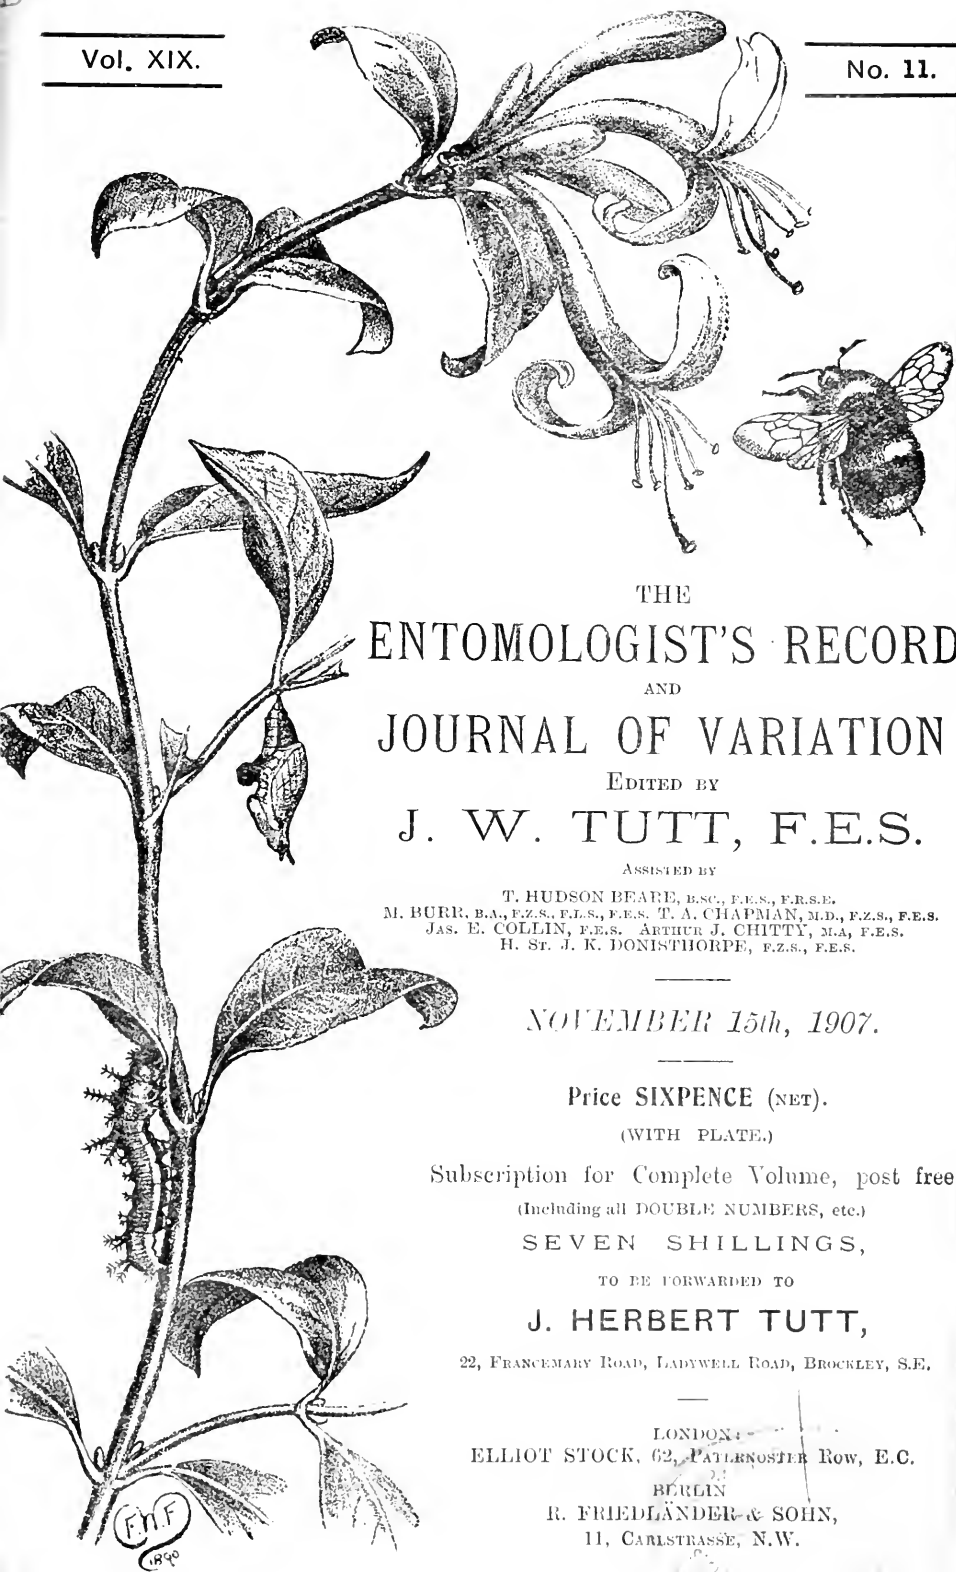 Vol. XIX.
No. 11.
THE
ENTOMOLOGIST'S RECORD
AND
JOURNAL OF VARIATION
EDITED BY
J. W. TUTT, F.E.S.
ASSISTED BY
T. HUDSON BEARE, B.SC., F.E.S., F.R.S.E.
M. BURR, B.A., F.Z.S., F.L.S., F.E.S. T. A. CHAPMAN, M.D., F.Z.S., F.E.S.
JAS. E. COLLIN, F.E.S. ARTHUR J. CHITTY, M.A, F.E.S.
H. ST. J. K. DONISTHORPE, F.Z.S., F.E.S.
NOVEMBER 15th, 1907.
Price SIXPENCE (NET).
(WITH PLATE.)
Subscription for Complete Volume, post free
(Including all DOUBLE NUMBERS, etc.)
SEVEN SHILLINGS,
TO BE FORWARDED TO
J. HERBERT TUTT,
22, FRANCEMARY ROAD, LADYWELL ROAD, BROCKLEY, S.E.
LONDON:
ELLIOT STOCK, 62, PATERNOSTER ROW, E.C.
BERLIN
R. FRIEDLÄNDER & SOHN,
11, CARLSTRASSE, N.W.
F.N.F
1890